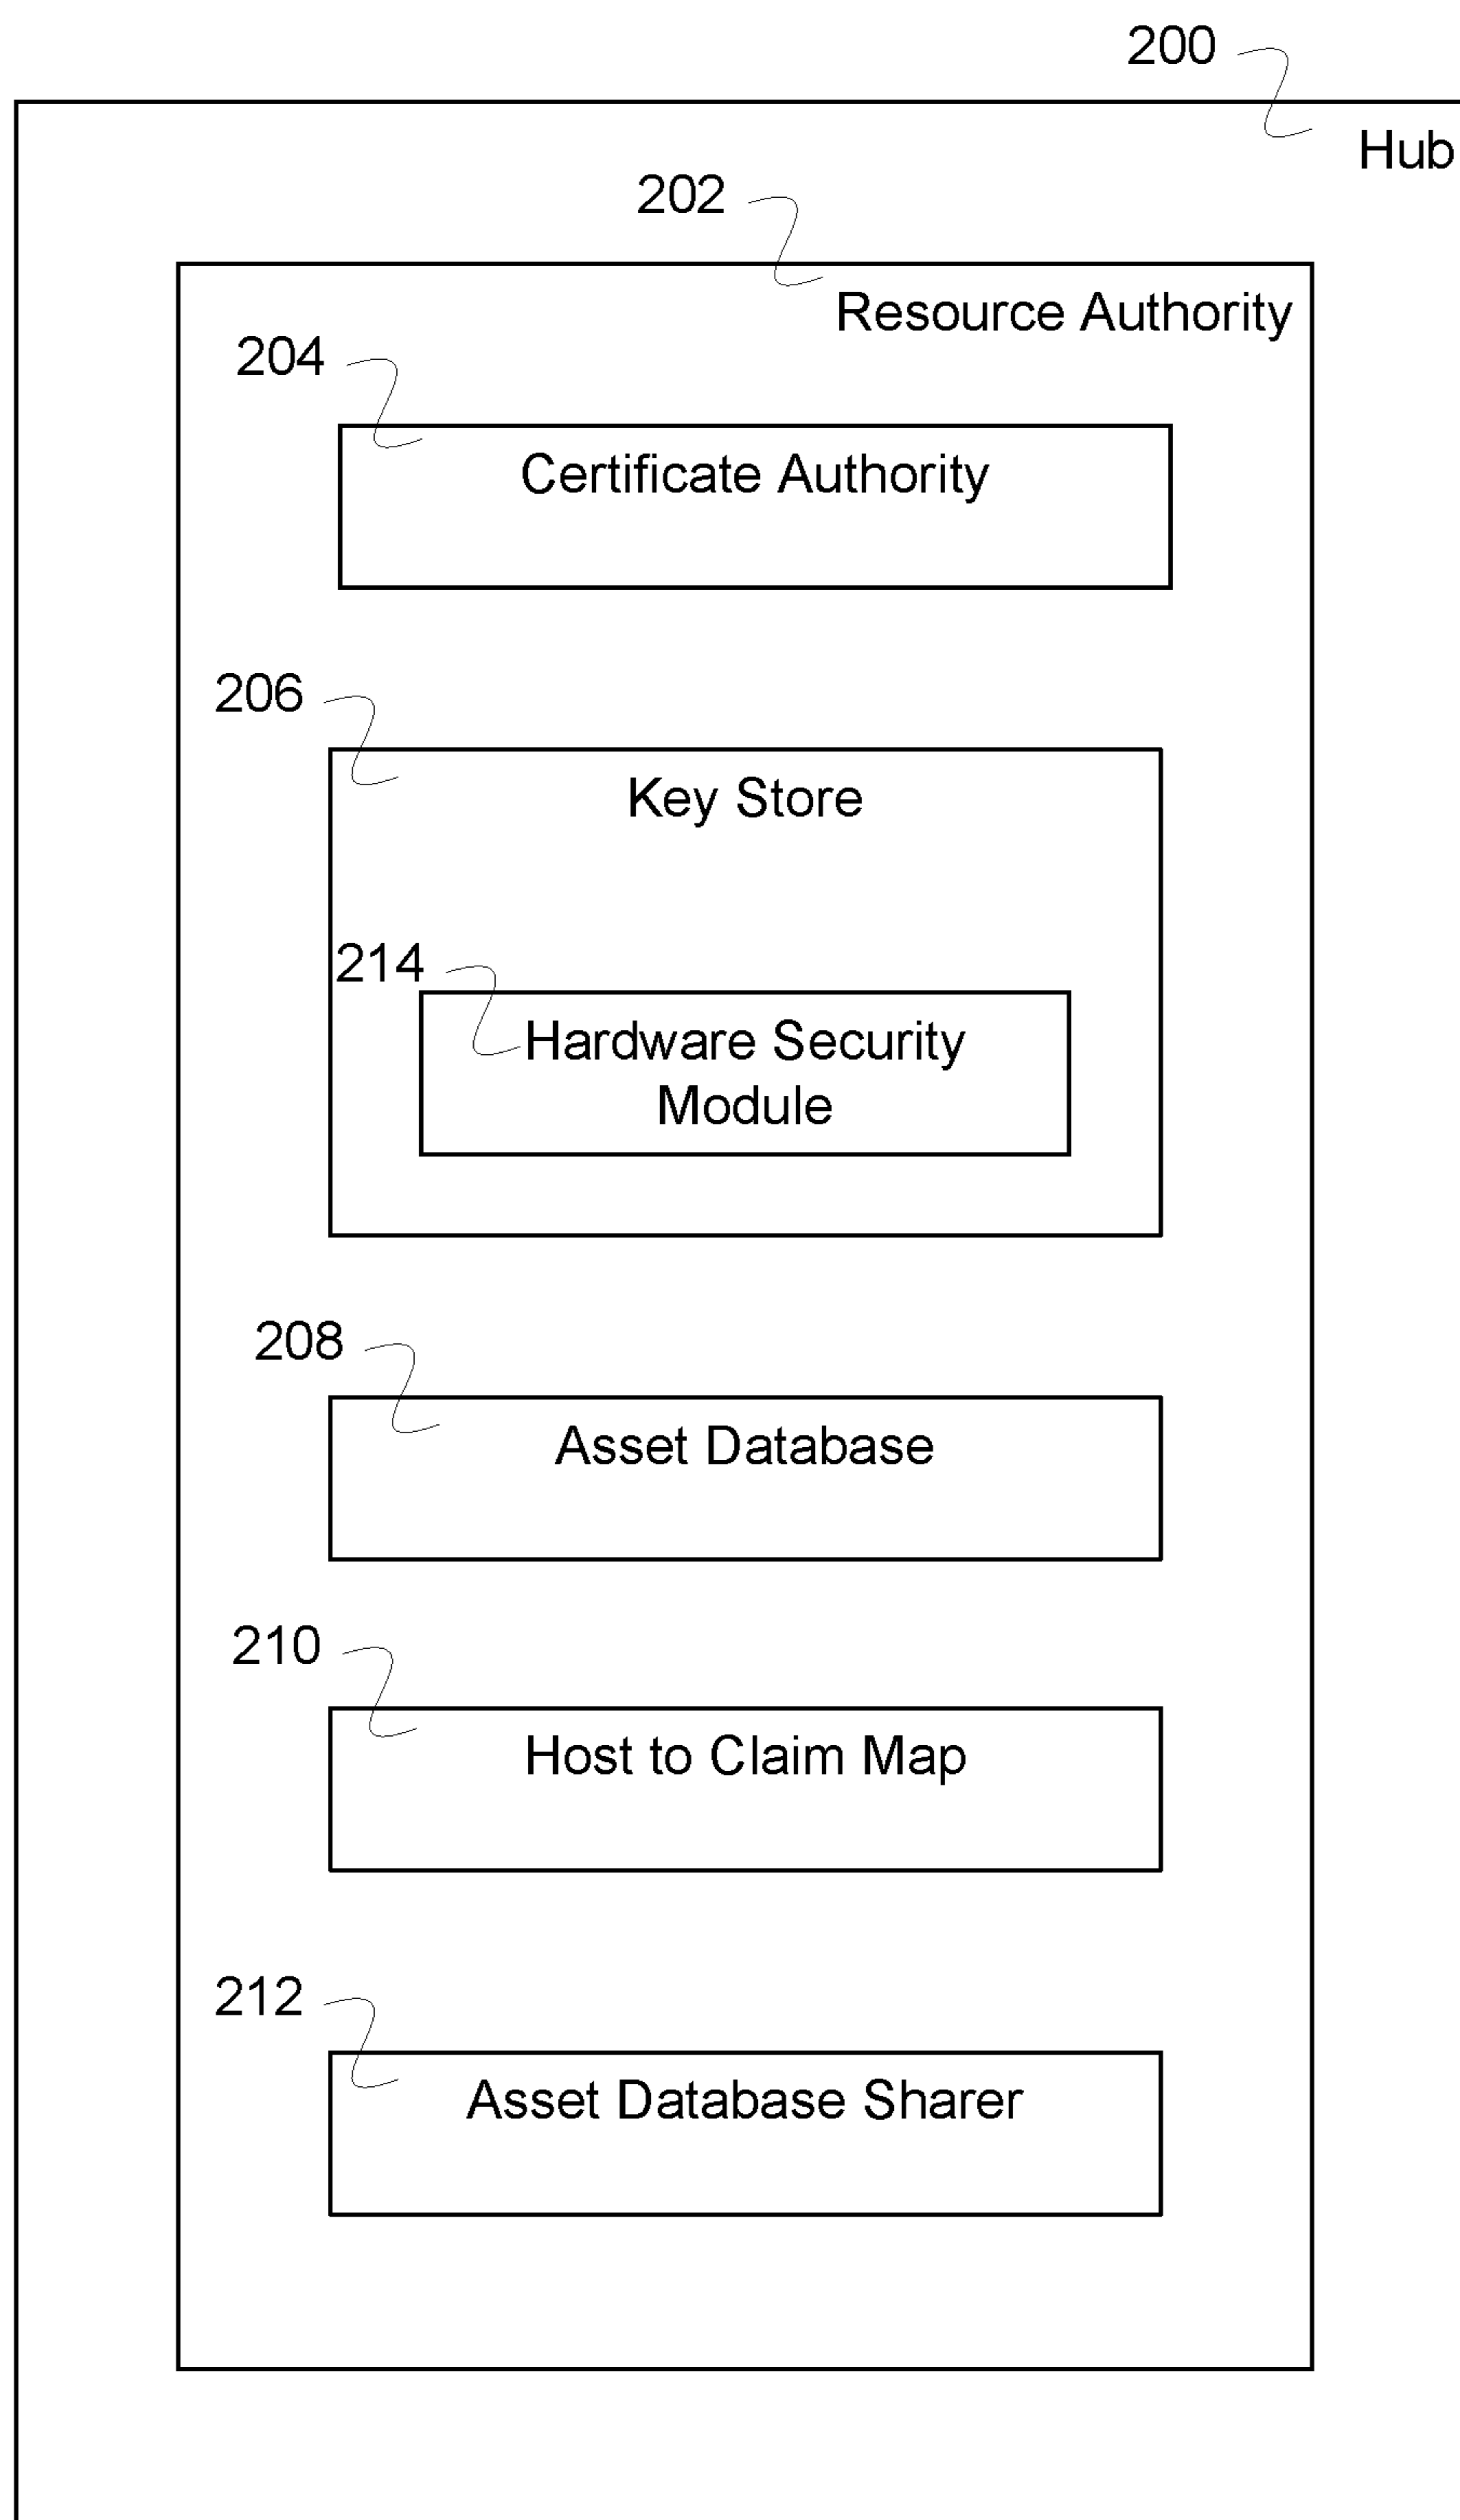 200
Hub
202
Resource Authority
204
Certificate Authority
206
Key Store
214
Hardware Security
Module
208
Asset Database
210
Host to Claim Map
212
Asset Database Sharer